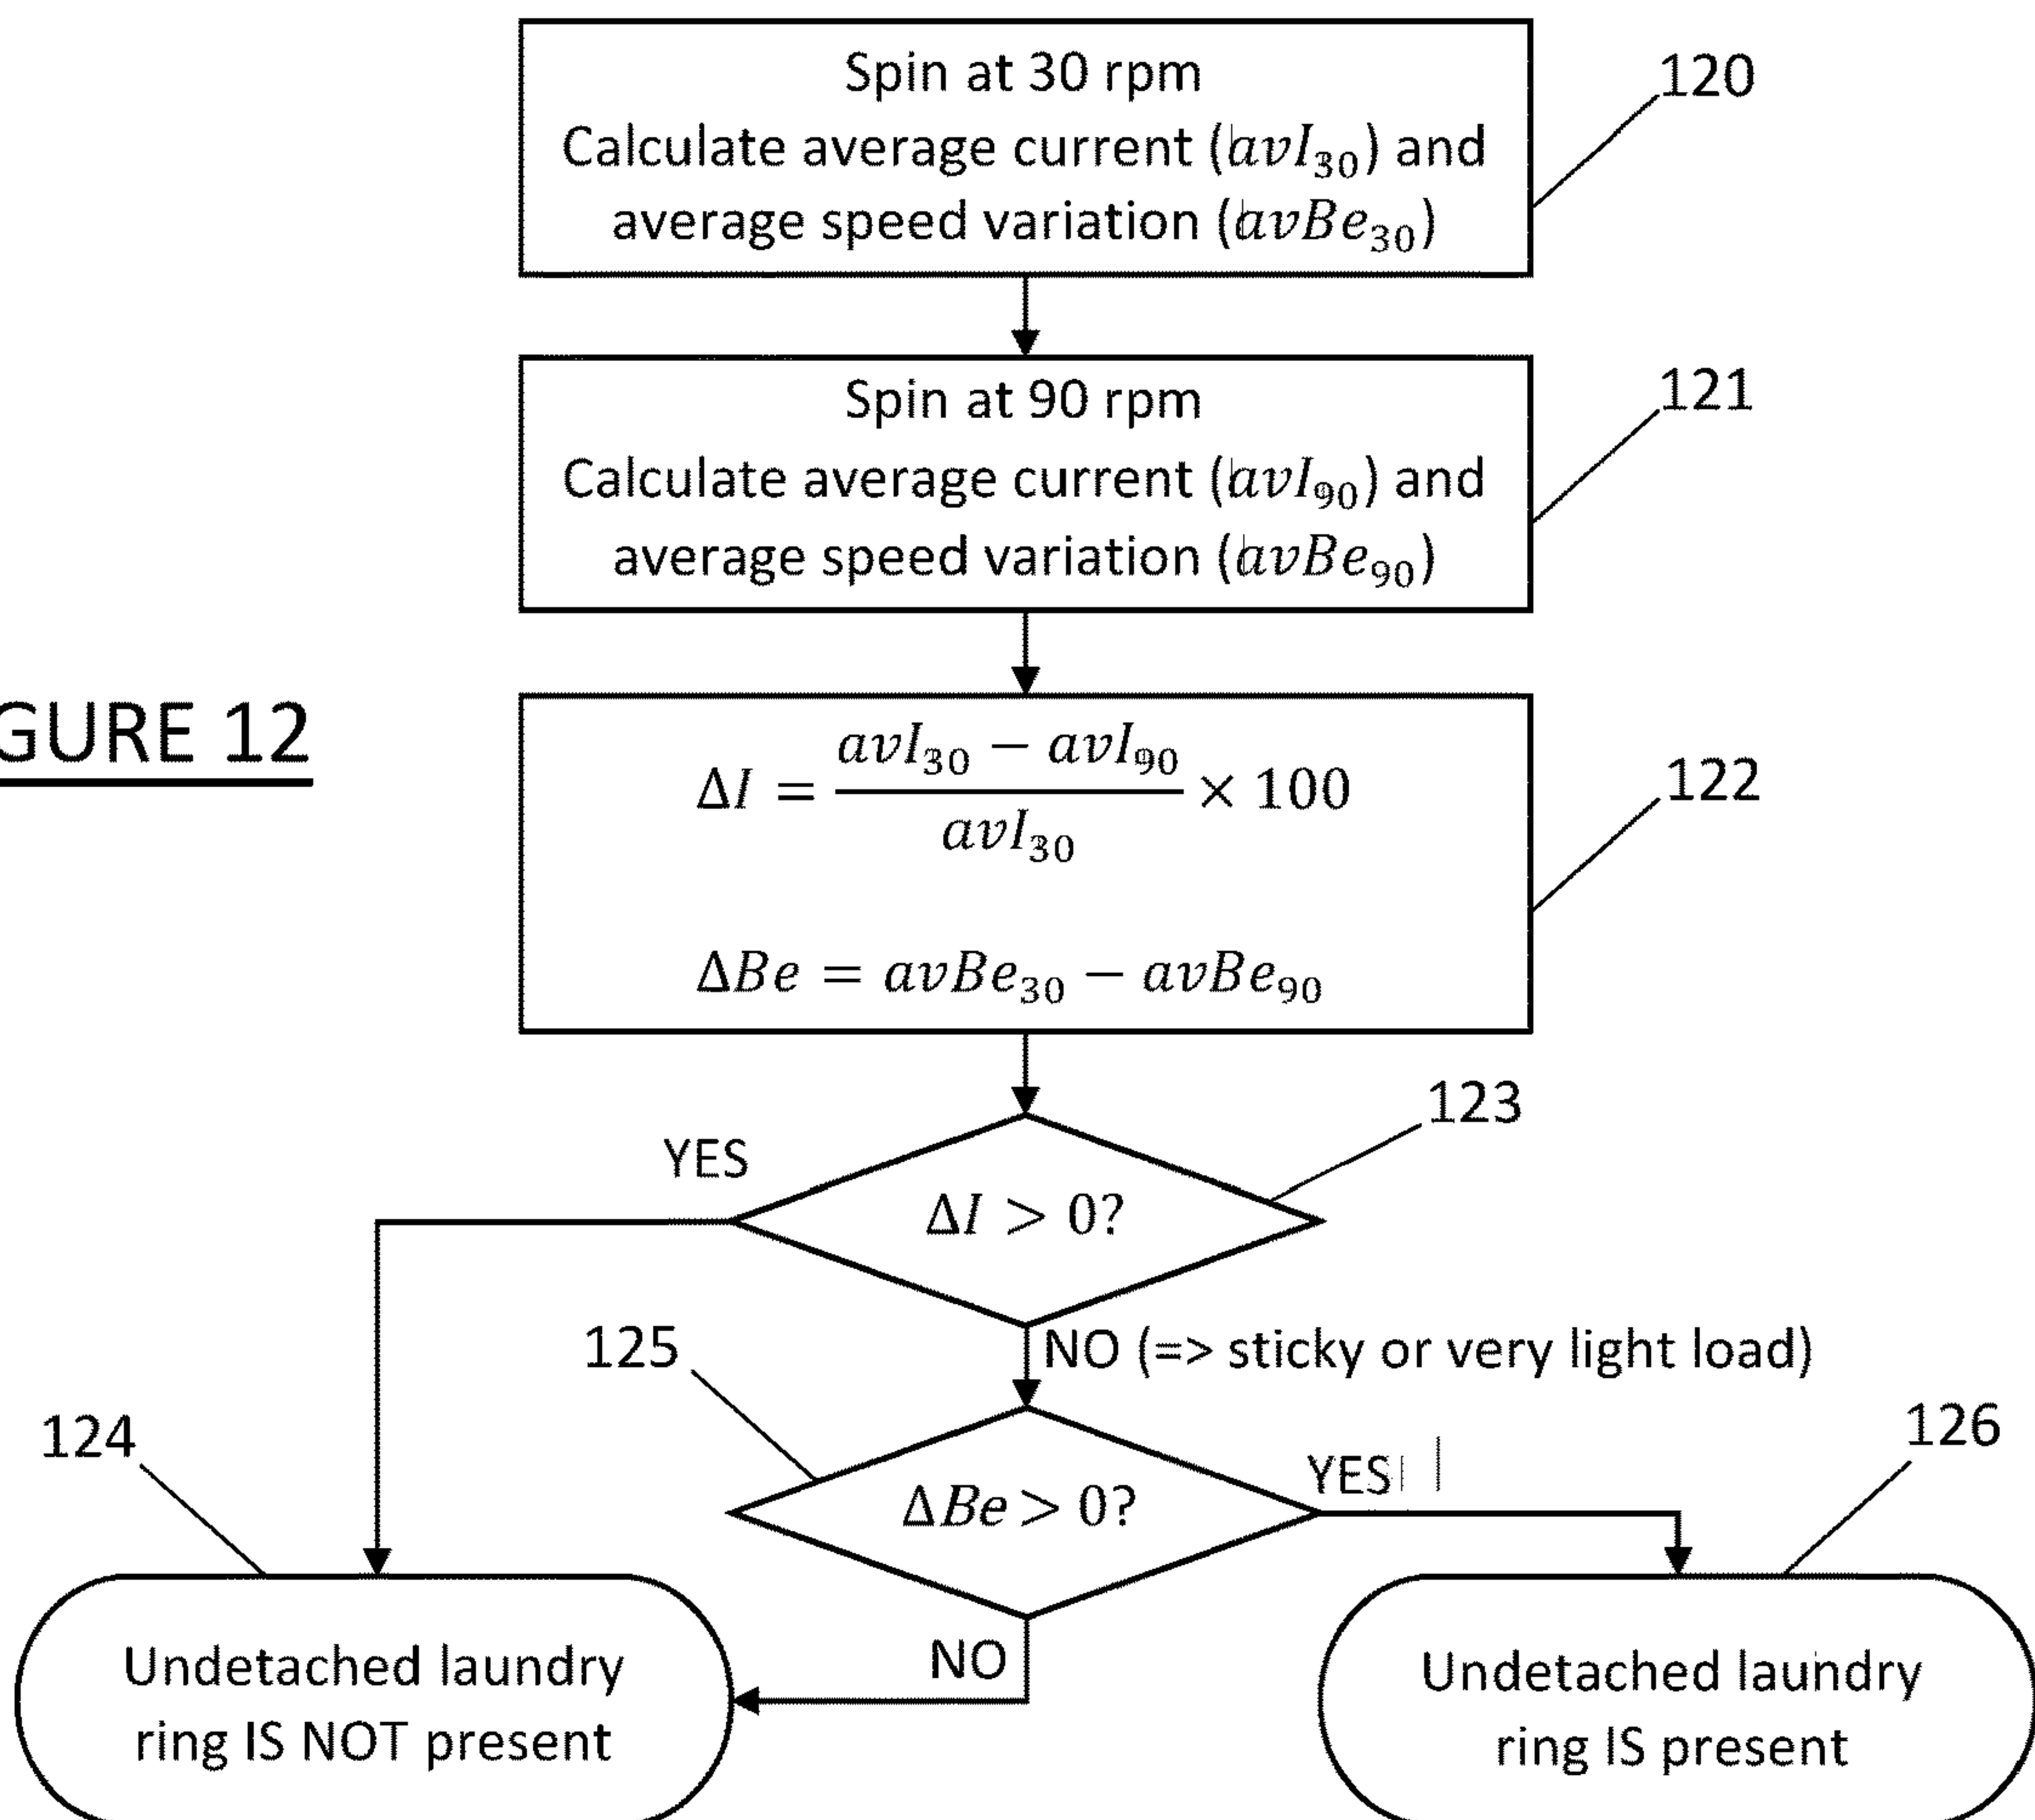 Spin at 30 rpm
Calculate average current (avI₃₀) and
average speed variation (avBe₃₀)
120
Spin at 90 rpm
Calculate average current (avI₉₀) and
average speed variation (avBe₉₀)
121
GURE 12
ΔI = (avI₃₀ − avI₉₀) / avI₃₀ × 100
ΔBe = avBe₃₀ − avBe₉₀
122
123
YES
ΔI > 0?
125
NO (=> sticky or very light load)
124
126
YES
ΔBe > 0?
NO
Undetached laundry
ring IS NOT present
Undetached laundry
ring IS present